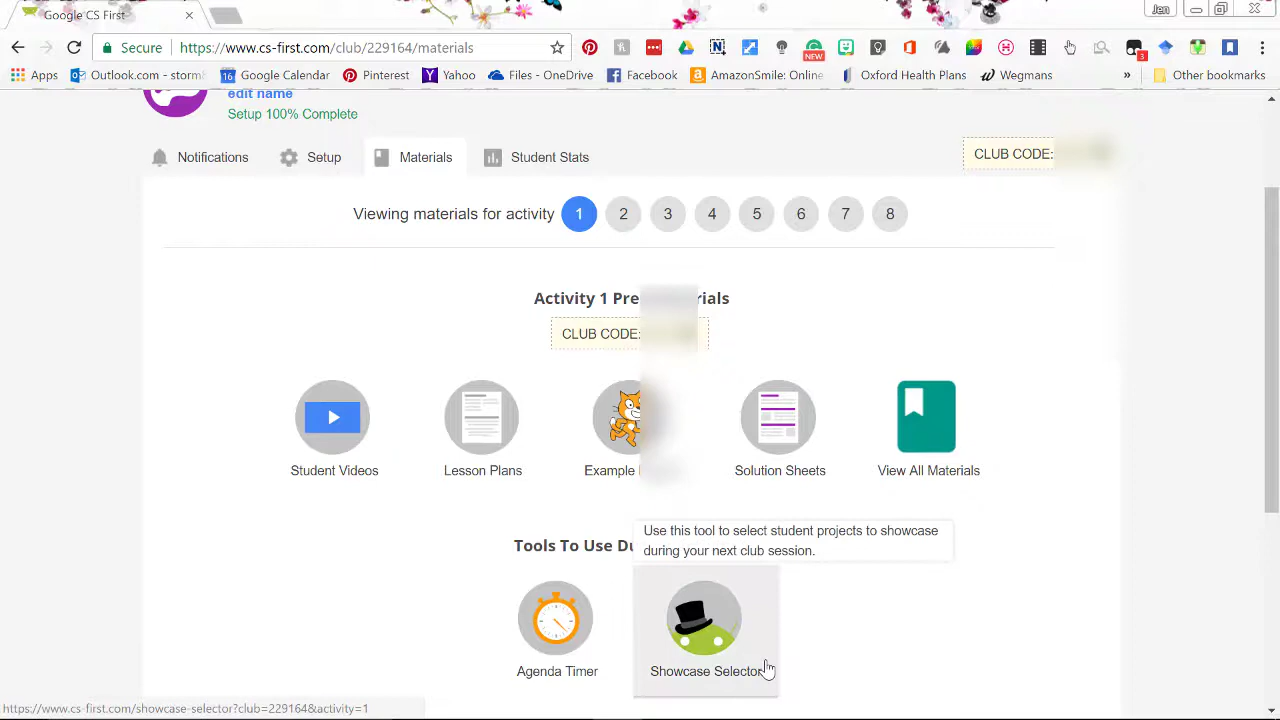 Google CS First
Jen
Secure https://www.cs-first.com/club/229164/materials
NEW
3
Apps Outlook.com - storm 16 Google Calendar Pinterest Yahoo Files - OneDrive Facebook AmazonSmile: Online Oxford Health Plans Wegmans » Other bookmarks
edit name
Setup 100% Complete
Notifications Setup Materials Student Stats
CLUB CODE:
Viewing materials for activity 1 2 3 4 5 6 7 8
Activity 1 Pre rials
CLUB CODE:
Student Videos Lesson Plans Example Solution Sheets View All Materials
Use this tool to select student projects to showcase
during your next club session.
Tools To Use Du
Agenda Timer Showcase Selector
https://www.cs-first.com/showcase-selector?club=229164&activity=1